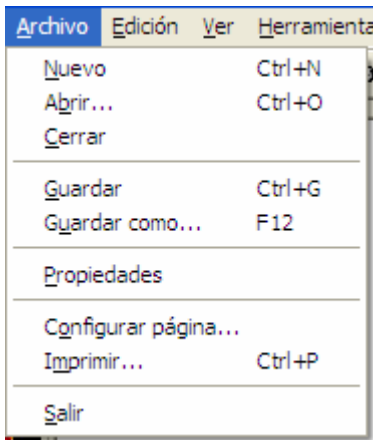 Archivo Edición Ver Herramienta
Nuevo Ctrl+N
Abrir... Ctrl+O
Cerrar
Guardar Ctrl+G
Guardar como... F12
Propiedades
Configurar página...
Imprimir... Ctrl+P
Salir